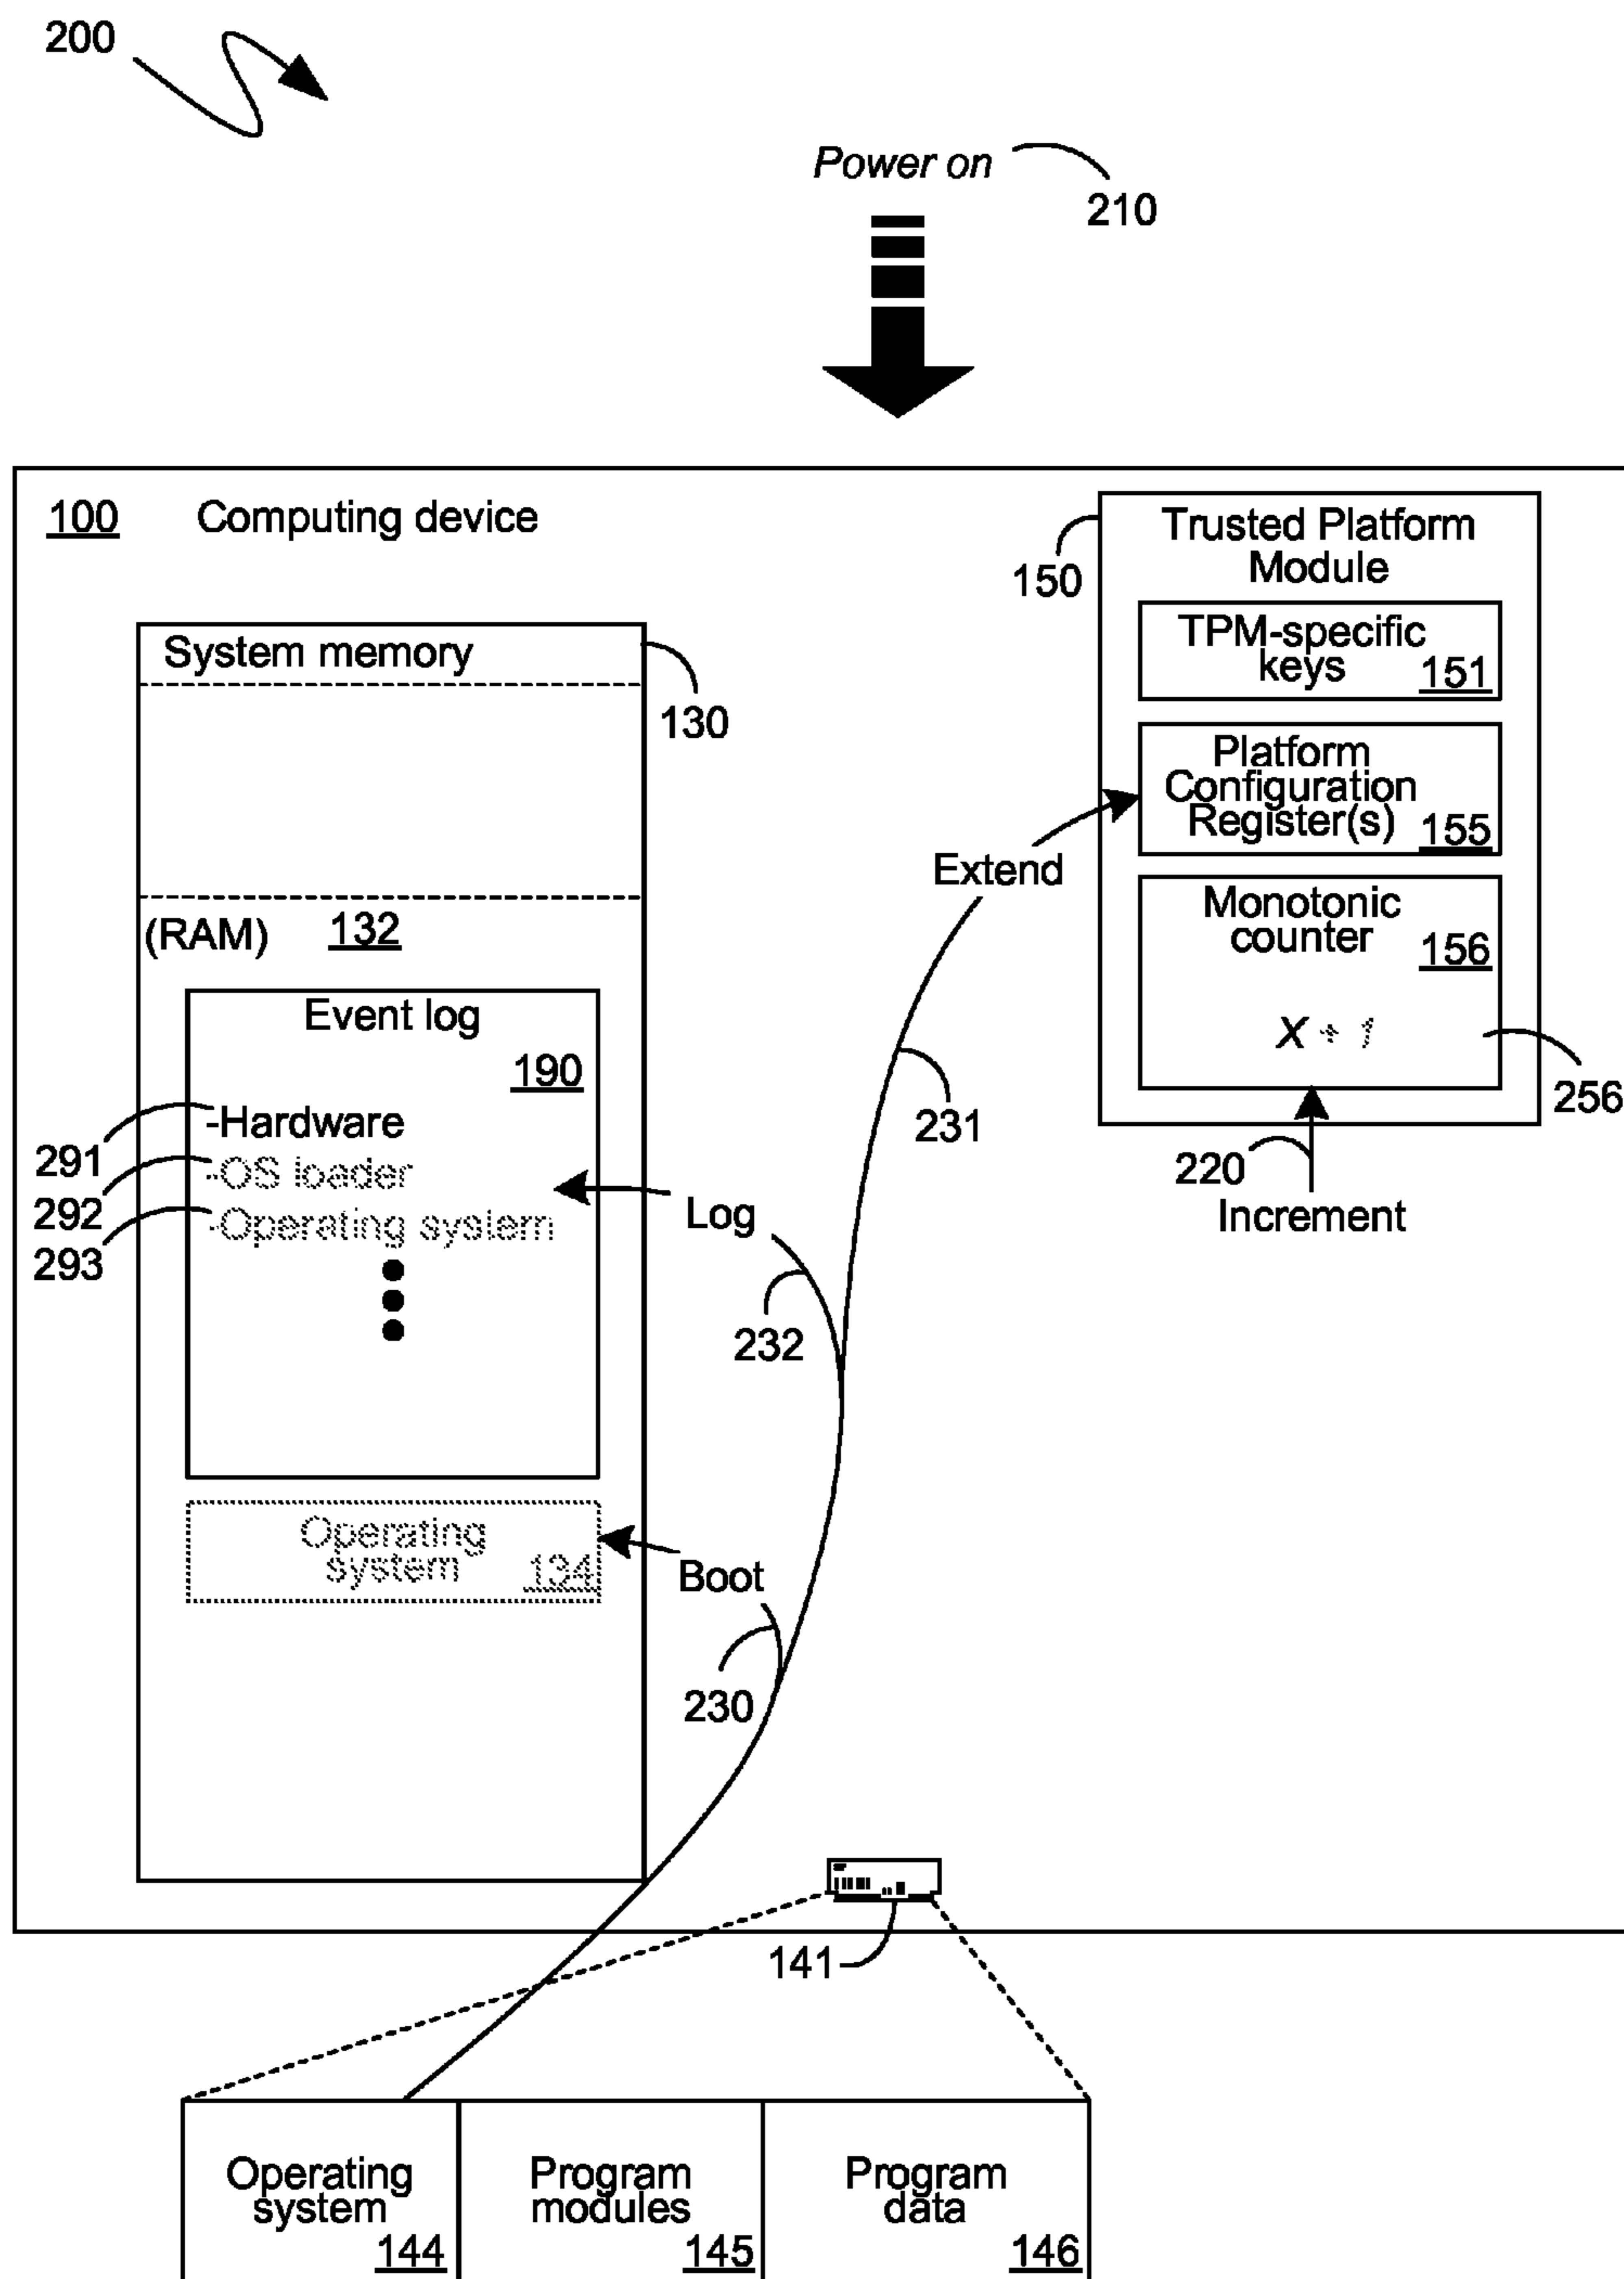 200
Power on
210
100 Computing device
150
Trusted Platform
Module
TPM-specific
keys 151
Platform
Configuration
Register(s) 155
Monotonic
counter 156
X + 1
256
220
Increment
System memory
130
(RAM) 132
Event log
190
291
-Hardware
292
-OS loader
293
-Operating system
Extend
231
Log
232
Operating
system 134
Boot
230
141
Operating
system
144
Program
modules
145
Program
data
146